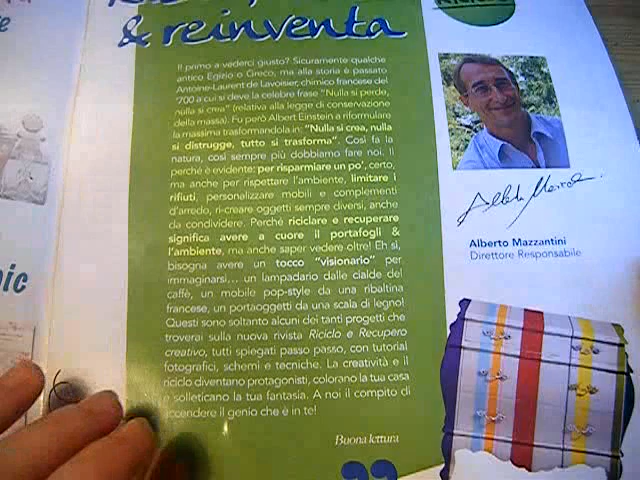 & reinventa
Il primo a vederci giusto? Sicuramente qualche
antico Egizio o Greco, ma alla storia è passato
Antoine-Laurent de Lavoisier, chimico francese del
'700 a cui si deve la celebre frase "Nulla si perde,
nulla si crea" (relativa alla legge di conservazione
della massa). Fu però Albert Einstein a riformulare
la massima trasformandola in: "Nulla si crea, nulla
si distrugge, tutto si trasforma". Così fa la
natura, così sempre più dobbiamo fare noi. Il
perché è evidente: per risparmiare un po', certo,
ma anche per rispettare l'ambiente, limitare i
rifiuti, personalizzare mobili e complementi
d'arredo, ri-creare oggetti sempre diversi, anche
da condividere. Perché riciclare e recuperare
significa avere a cuore il portafogli &
l'ambiente, ma anche saper vedere oltre! Eh sì,
bisogna avere un tocco "visionario" per
immaginarsi... un lampadario dalle cialde del
caffè, un mobile pop-style da una ribaltina
francese, un portaoggetti da una scala di legno!
Questi sono soltanto alcuni dei tanti progetti che
troverai sulla nuova rivista Riciclo e Recupero
creativo, tutti spiegati passo passo, con tutorial
fotografici, schemi e tecniche. La creatività e il
riciclo diventano protagonisti, colorano la tua casa
e solleticano la tua fantasia. A noi il compito di
accendere il genio che è in te!
Buona lettura
Alberto Mazzantini
Direttore Responsabile